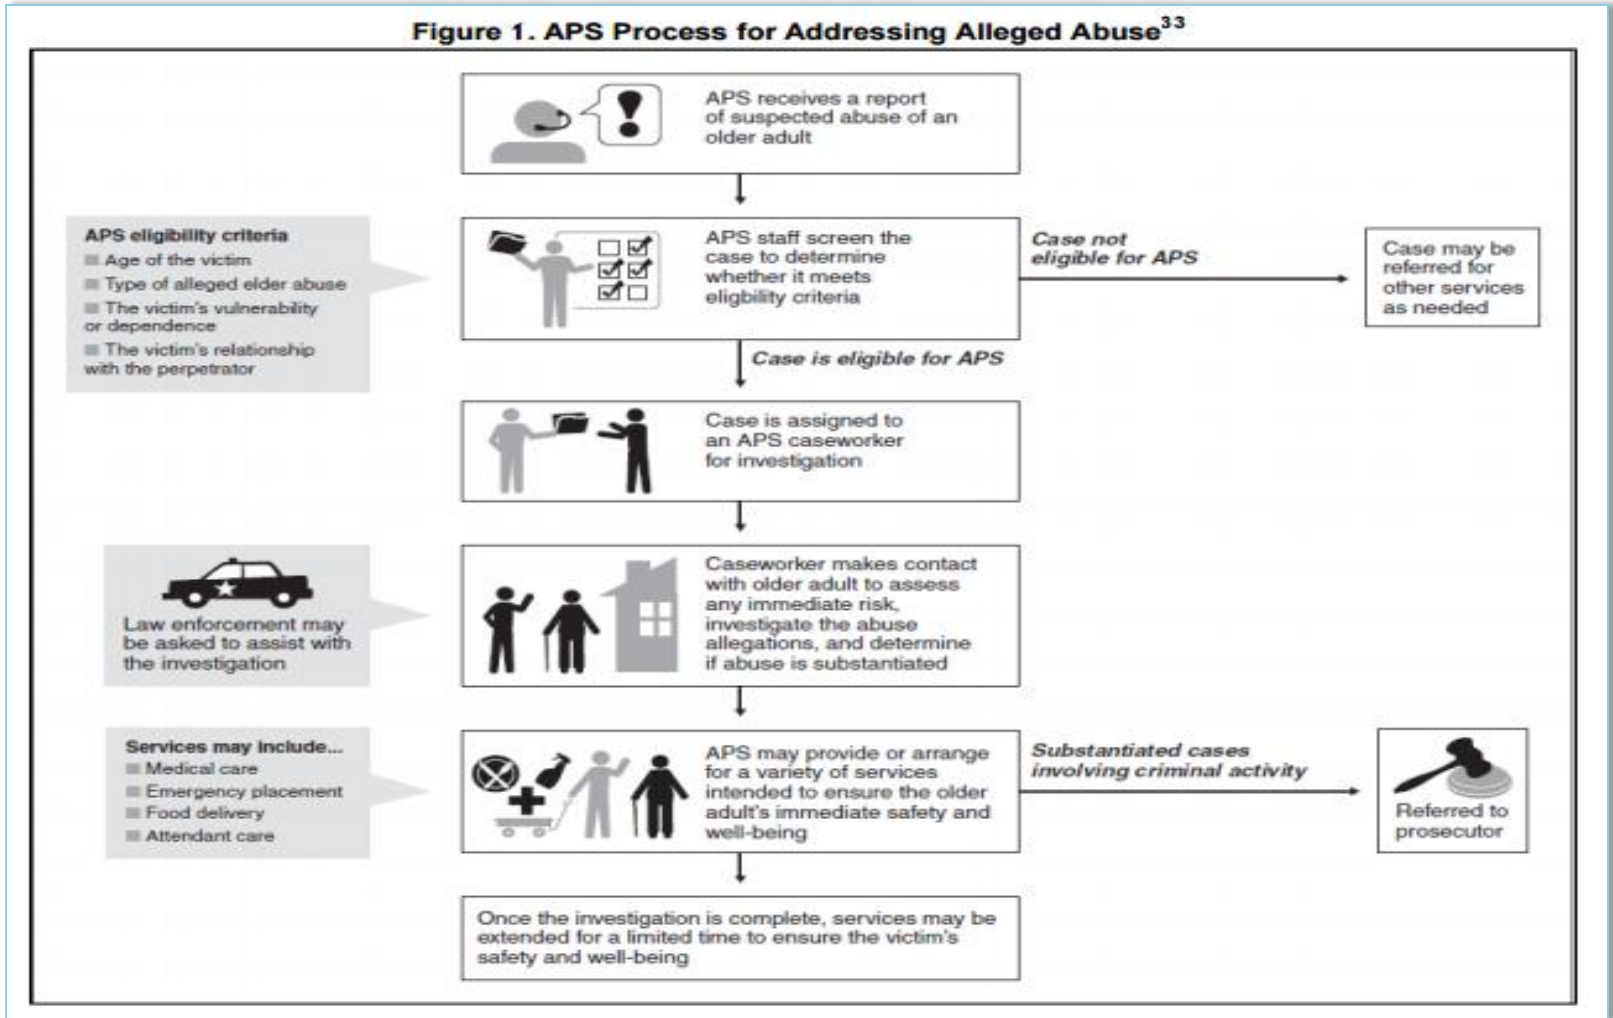 Figure 1. APS Process for Addressing Alleged Abuse33
APS receives a report
of suspected abuse of an
older adult
APS eligibility criteria
Age of the victim
Type of alleged elder abuse
The victim's vulnerability
or dependence
The victim's relationship
with the perpetrator
APS staff screen the
case to determine
whether it meets
eligbility criteria
Case not
eligible for APS
Case may be
referred for
other services
as needed
Case is eligible for APS
Case is assigned to
an APS caseworker
for investigation
Law enforcement may
be asked to assist with
the investigation
Caseworker makes contact
with older adult to assess
any immediate risk,
investigate the abuse
allegations, and determine
if abuse is substantiated
Services may include...
Medical care
Emergency placement
Food delivery
Attendant care
APS may provide or arrange
for a variety of services
intended to ensure the older
adult's immediate safety and
well-being
Substantiated cases
involving criminal activity
Referred to
prosecutor
Once the investigation is complete, services may be
extended for a limited time to ensure the victim's
safety and well-being